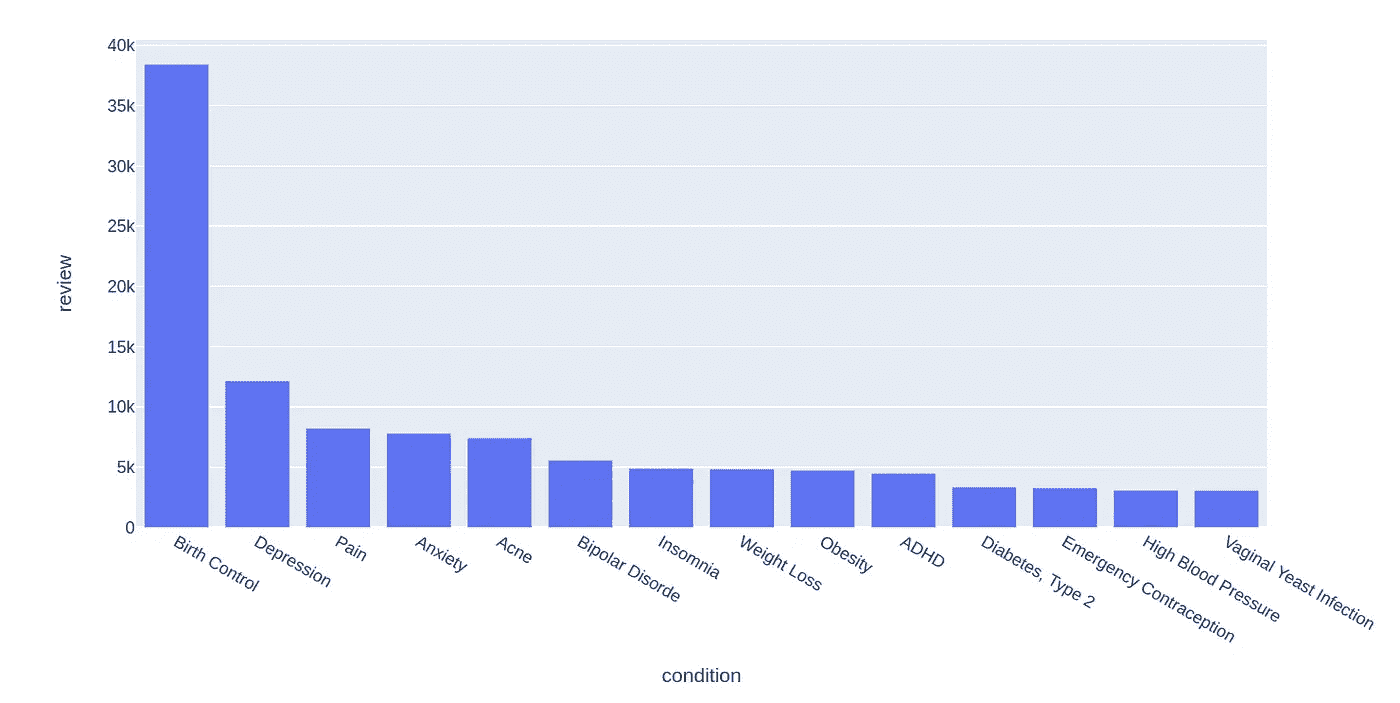 40k
35k
30k
25k
20k
15k
10k
5k
0
review
Birth Control
Depression
Pain
Anxiety
Acne
Bipolar Disorde
Insomnia
Weight Loss
Obesity
ADHD
Diabetes, Type 2
Emergency Contraception
High Blood Pressure
Vaginal Yeast Infection
condition